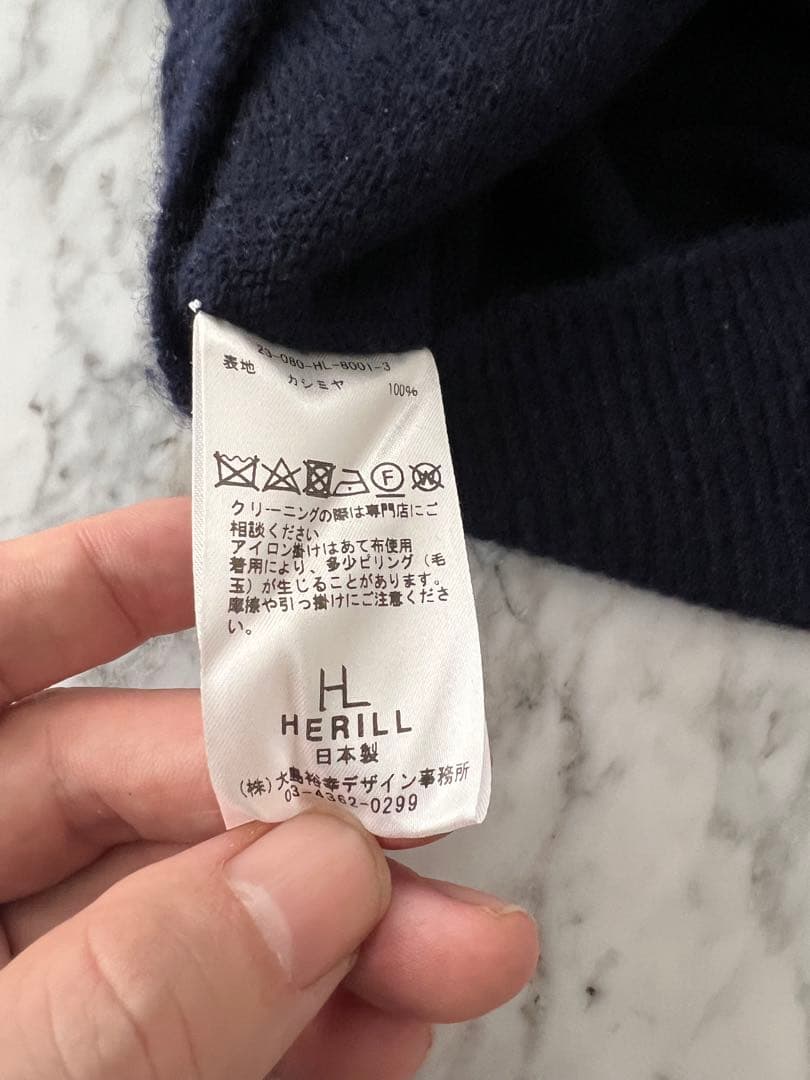 23-080-HL-8001-3
表地 カシミヤ 100%
F W
クリーニングの際は専門店にご
相談ください
アイロン掛けはあて布使用
着用により、多少ピリング（毛
玉）が生じることがあります。
摩擦や引っ掛けにご注意くださ
い。
HL
HERILL
日本製
(株)大島裕幸デザイン事務所
03-4362-0299